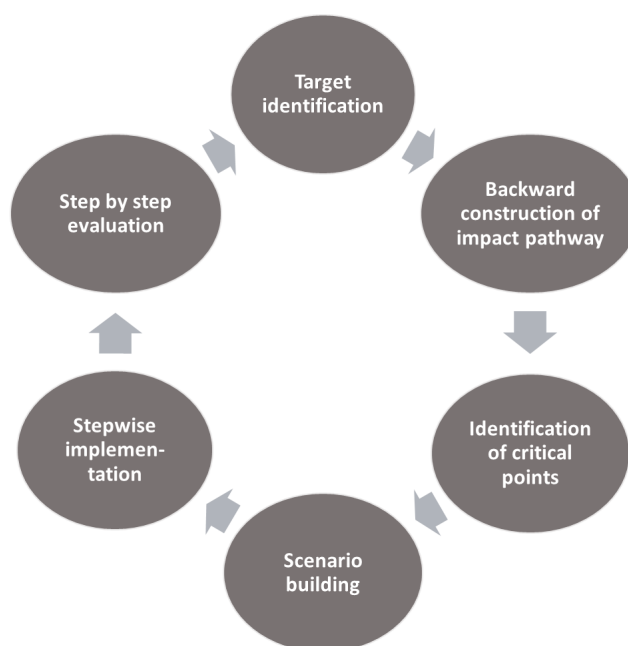 Target
identification
Backward
construction of
impact pathway
Identification
of critical
points
Scenario
building
Stepwise
implemen-
tation
Step by step
evaluation